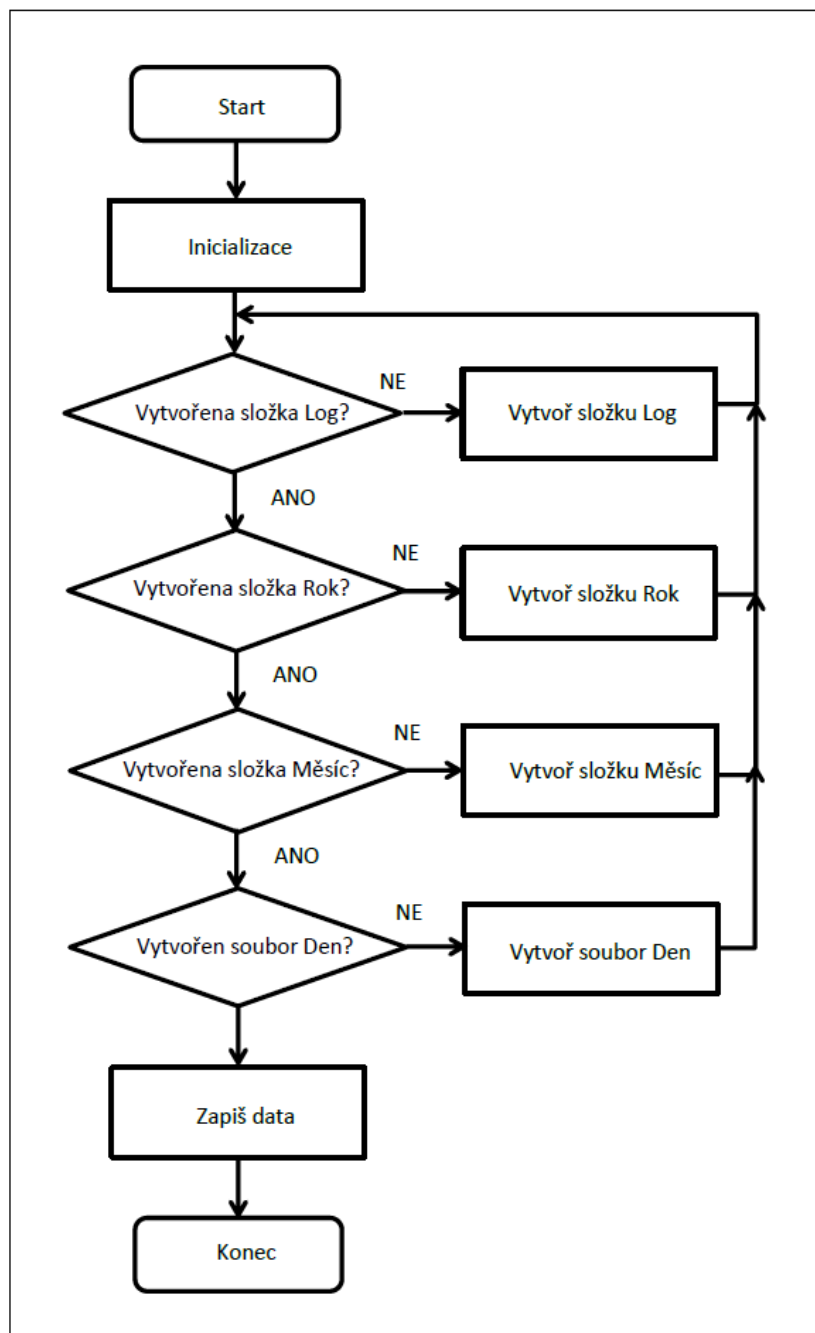 Start
Inicializace
Vytvořena složka Log?
NE
Vytvoř složku Log
ANO
Vytvořena složka Rok?
NE
Vytvoř složku Rok
ANO
Vytvořena složka Měsíc?
NE
Vytvoř složku Měsíc
ANO
Vytvořen soubor Den?
NE
Vytvoř soubor Den
Zapiš data
Konec